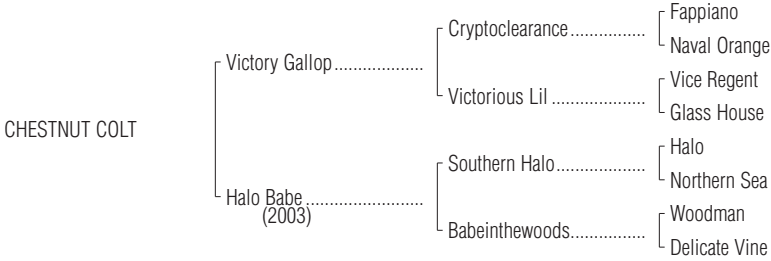 Fappiano
Cryptoclearance................
Naval Orange
Victory Gallop...................
Vice Regent
Victorious Lil ....................
Glass House
CHESTNUT COLT
Halo
Southern Halo...................
Northern Sea
Halo Babe .........................
(2003)
Woodman
Babeinthewoods................
Delicate Vine